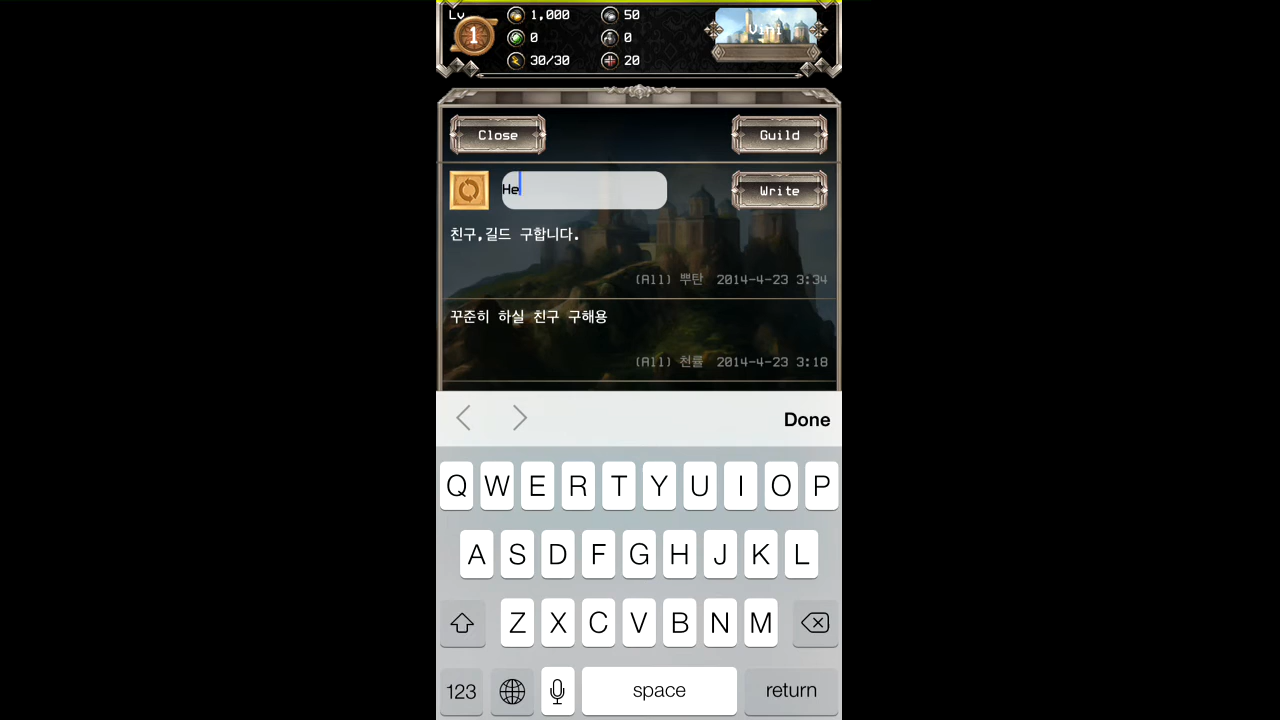 Lv
1
1,000
50
0
0
30/30
20
Vini
Close
Guild
He
Write
친구,길드 구합니다.
(All) 뿌탄 2014-4-23 3:34
꾸준히 하실 친구 구해용
(All) 천률 2014-4-23 3:18
Done
Q W E R T Y U I O P
A S D F G H J K L
Z X C V B N M
123 space return